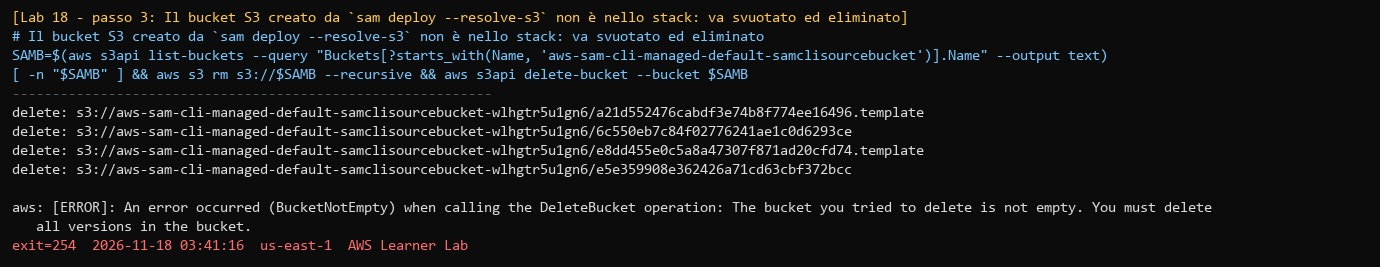 [Lab 18 - passo 3: Il bucket S3 creato da `sam deploy --resolve-s3` non è nello stack: va svuotato ed eliminato]
# Il bucket S3 creato da `sam deploy --resolve-s3` non è nello stack: va svuotato ed eliminato
SAMB=$(aws s3api list-buckets --query "Buckets[?starts_with(Name, 'aws-sam-cli-managed-default-samclisourcebucket')].Name" --output text)
[ -n "$SAMB" ] && aws s3 rm s3://$SAMB --recursive && aws s3api delete-bucket --bucket $SAMB
------------------------------------------------------------
delete: s3://aws-sam-cli-managed-default-samclisourcebucket-wlhgtr5u1gn6/a21d552476cabdf3e74b8f774ee16496.template
delete: s3://aws-sam-cli-managed-default-samclisourcebucket-wlhgtr5u1gn6/6c550eb7c84f02776241ae1c0d6293ce
delete: s3://aws-sam-cli-managed-default-samclisourcebucket-wlhgtr5u1gn6/e8dd455e0c5a8a47307f871ad20cfd74.template
delete: s3://aws-sam-cli-managed-default-samclisourcebucket-wlhgtr5u1gn6/e5e359908e362426a71cd63cbf372bcc
aws: [ERROR]: An error occurred (BucketNotEmpty) when calling the DeleteBucket operation: The bucket you tried to delete is not empty. You must delete
all versions in the bucket.
exit=254  2026-11-18 03:41:16  us-east-1  AWS Learner Lab